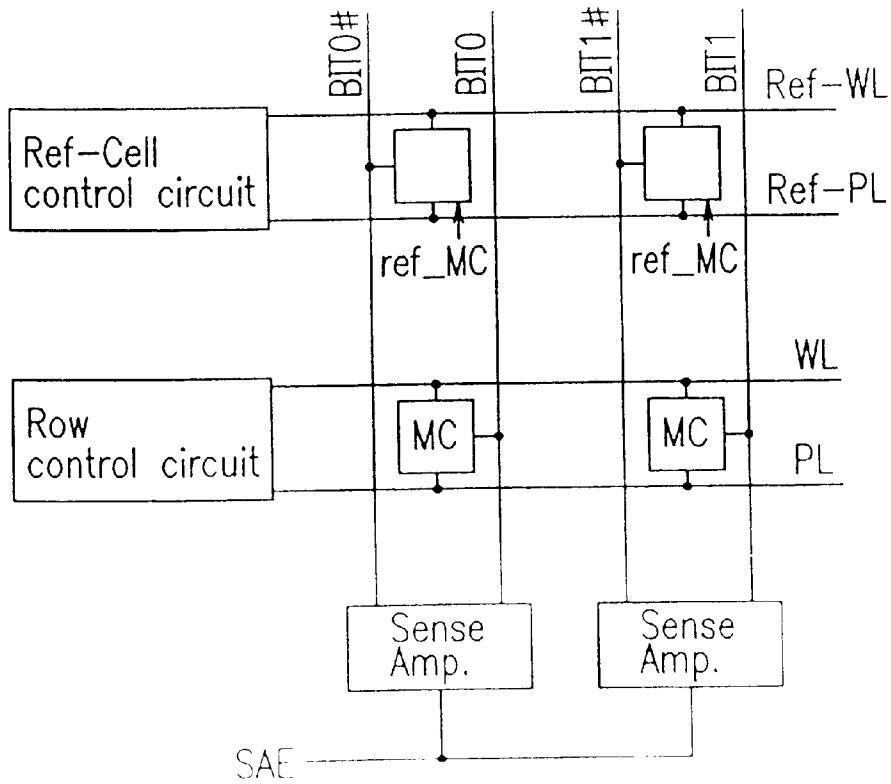 BIT0#
BIT0
BIT1#
BIT1
Ref-WL
Ref-Cell
control circuit
Ref-PL
ref_MC
ref_MC
WL
Row
control circuit
MC
MC
PL
Sense
Amp.
Sense
Amp.
SAE